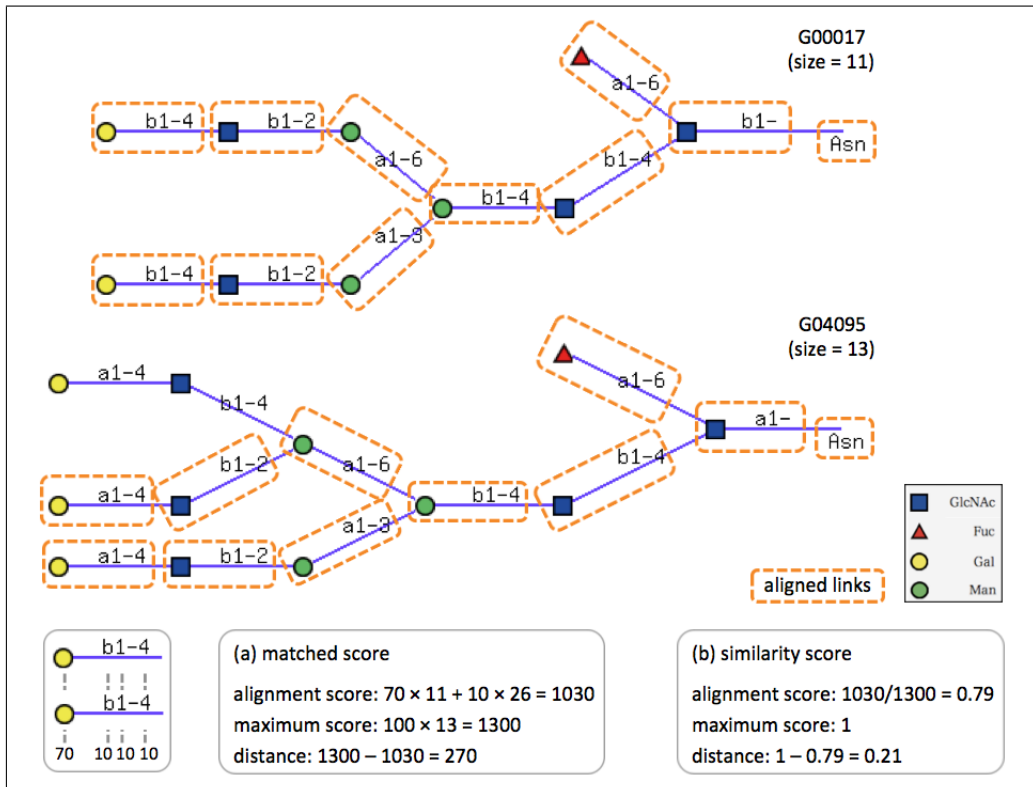 G00017
(size = 11)
a1-6
b1-4 b1-2 b1-
Asn
a1-6
b1-4
b1-4
a1-3
b1-4 b1-2
G04095
(size = 13)
a1-4
a1-6
b1-4
a1-
Asn
b1-2
a1-6
b1-4
a1-4
b1-4
a1-3
a1-4 b1-2
GlcNAc
Fuc
Gal
Man
aligned links
b1-4
b1-4
70 10 10 10
(a) matched score
alignment score: 70 × 11 + 10 × 26 = 1030
maximum score: 100 × 13 = 1300
distance: 1300 – 1030 = 270
(b) similarity score
alignment score: 1030/1300 = 0.79
maximum score: 1
distance: 1 – 0.79 = 0.21